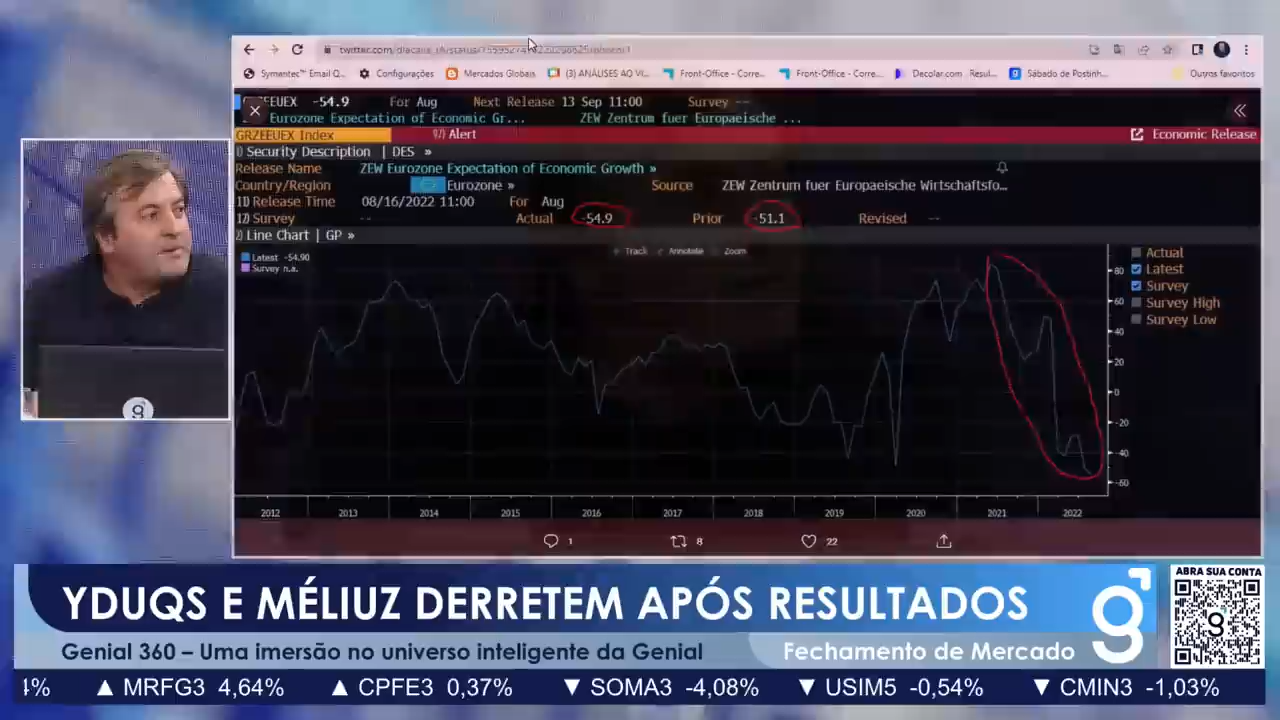 Symantec™ Email Q...
Configurações
Mercados Globais
(3) ANÁLISES AO VI...
Front-Office - Corre...
Front-Office - Corre...
Decolar.com . Resul...
Sábado de Postinh...
Outros favoritos
-54.9 For Aug Next Release 13 Sep 11:00 Survey --
Eurozone Expectation of Economic Gr... ZEW Zentrum fuer Europaeische ...
GRZEEUEX Index 97) Alert Economic Release
1) Security Description | DES »
Release Name ZEW Eurozone Expectation of Economic Growth »
Country/Region Eurozone » Source ZEW Zentrum fuer Europaeische Wirtschaftsfo...
11) Release Time 08/16/2022 11:00 For Aug
12) Survey -- Actual -54.9 Prior -51.1 Revised --
2) Line Chart | GP »
Track Annotate Zoom
Latest -54.90
Survey n.a.
Actual
Latest
Survey
Survey High
Survey Low
80
60
40
20
0
-20
-40
-60
2012 2013 2014 2015 2016 2017 2018 2019 2020 2021 2022
1 8 22
YDUQS E MÉLIUZ DERRETEM APÓS RESULTADOS
Genial 360 – Uma imersão no universo inteligente da Genial
Fechamento de Mercado
g
ABRA SUA CONTA
▲ MRFG3 4,64% ▲ CPFE3 0,37% ▼ SOMA3 -4,08% ▼ USIM5 -0,54% ▼ CMIN3 -1,03%